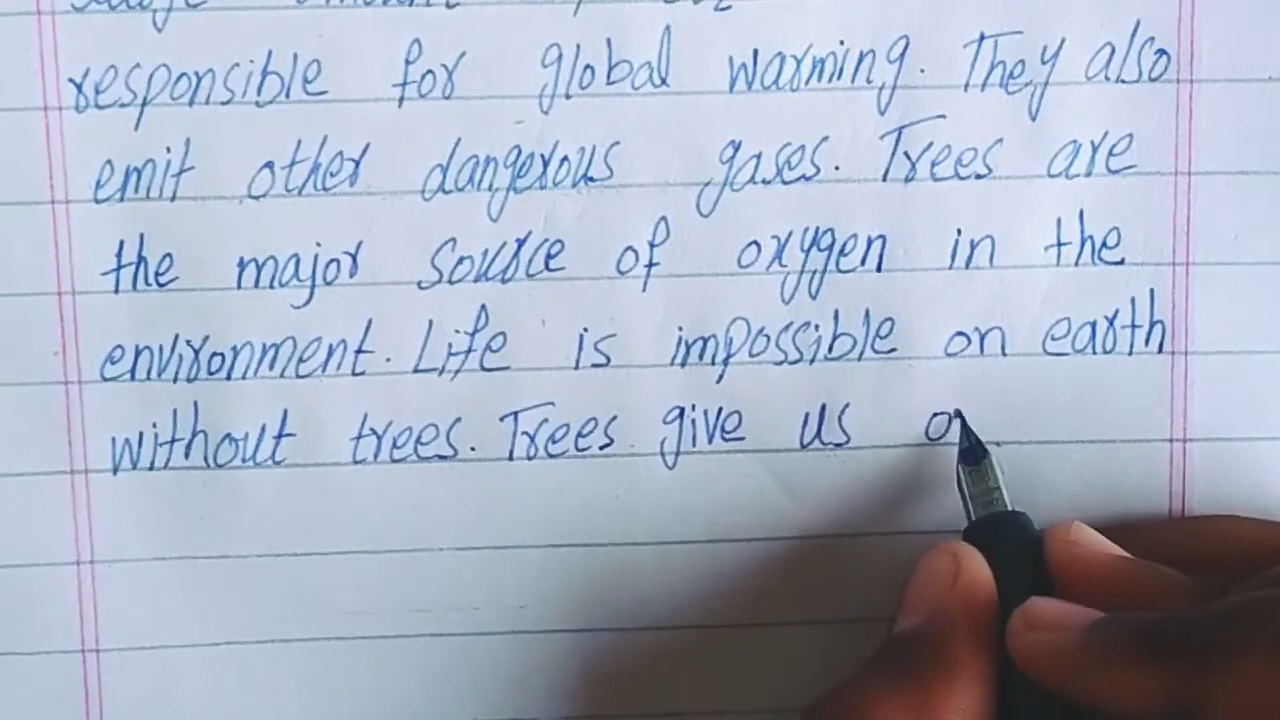 responsible for global warming. They also
emit other dangerous gases. Trees are
the major source of oxygen in the
environment. Life is impossible on earth
without trees. Trees give us